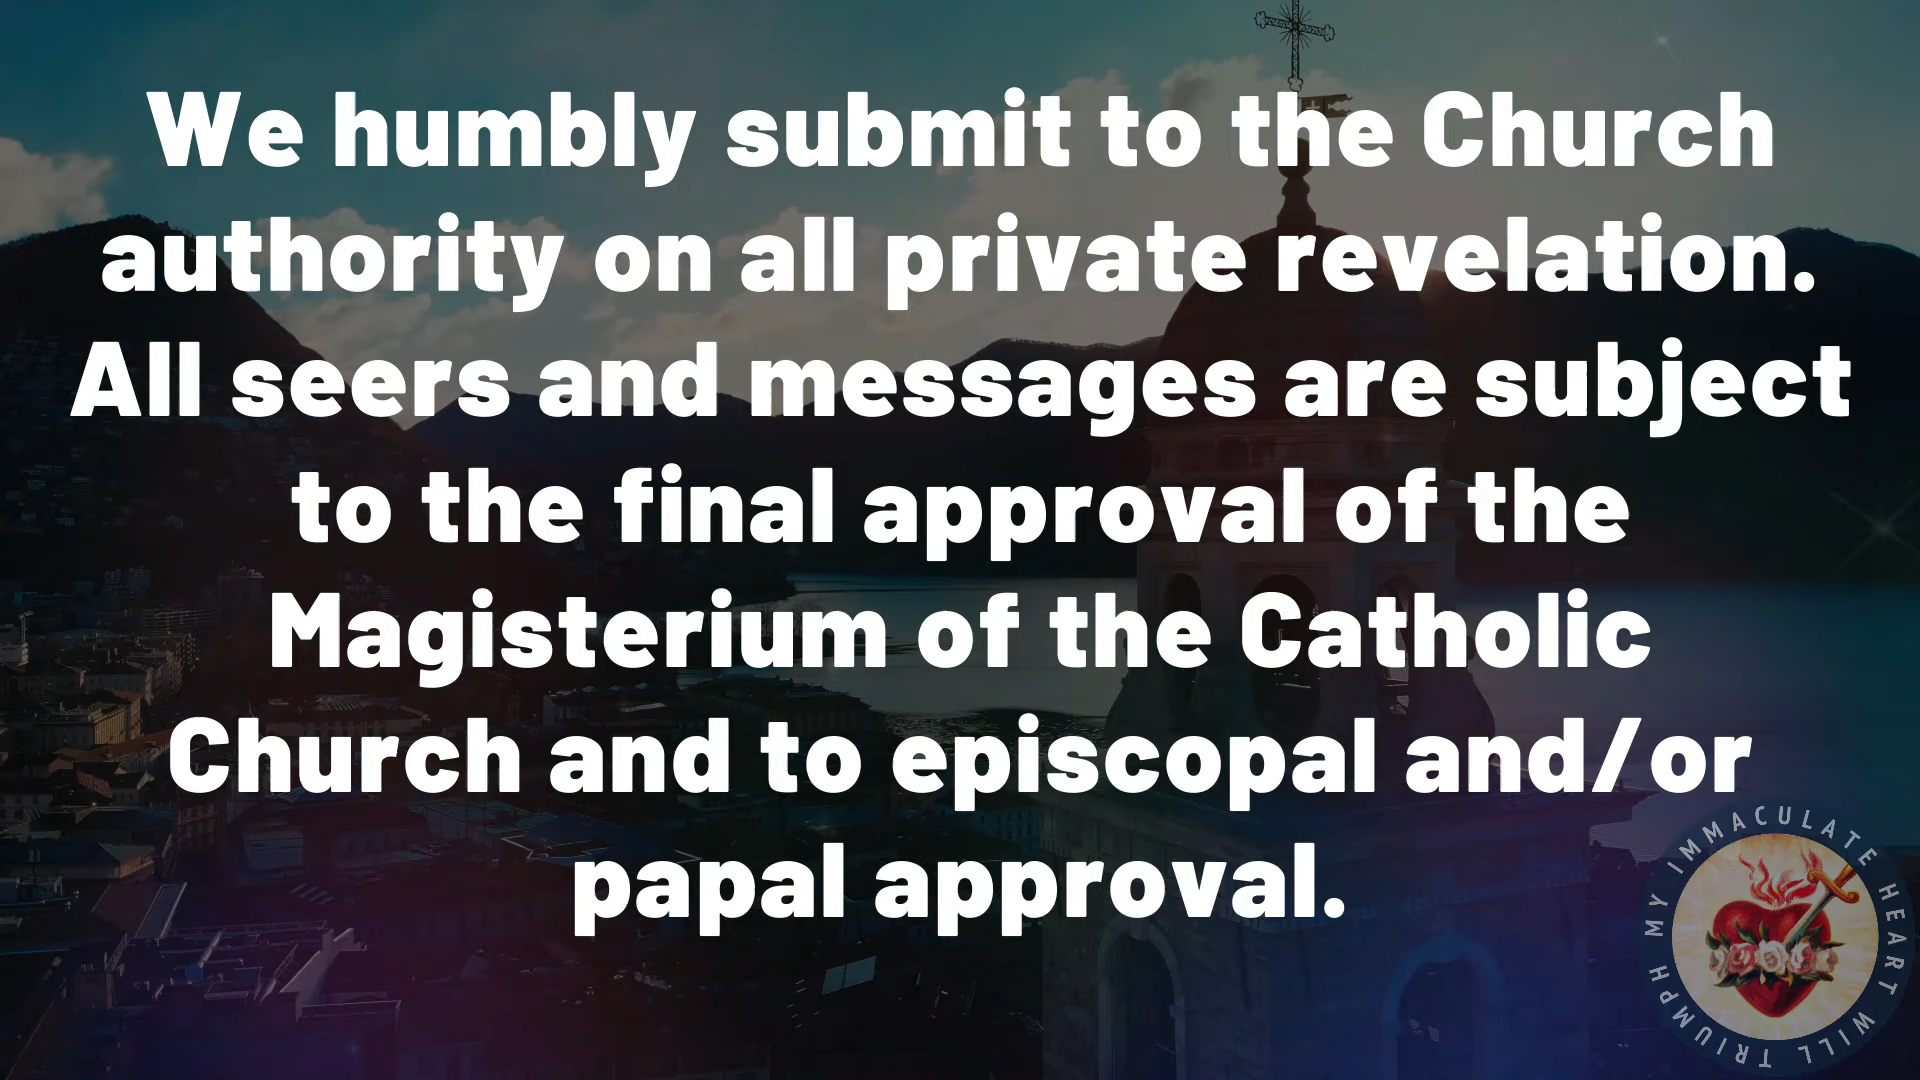 We humbly submit to the Church
authority on all private revelation.
All seers and messages are subject
to the final approval of the
Magisterium of the Catholic
Church and to episcopal and/or
papal approval.
MY IMMACULATE HEART WILL TRIUMPH